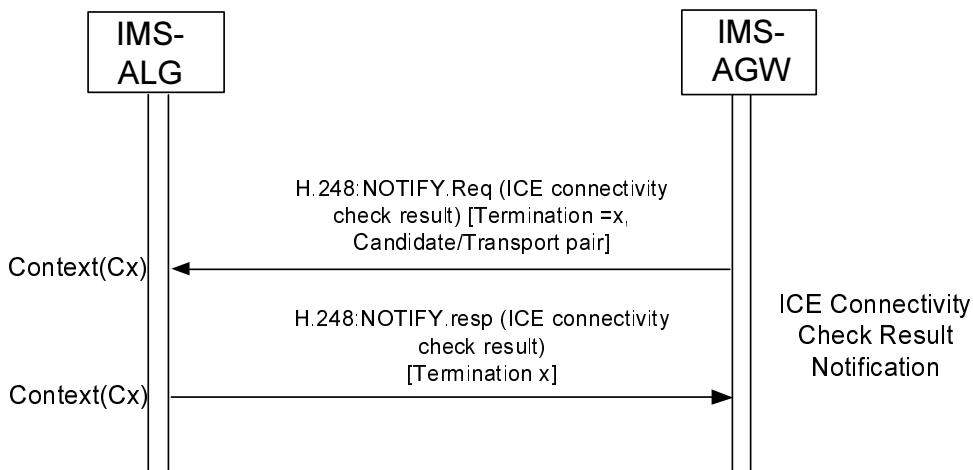 IMS-
ALG
IMS-
AGW
H.248:NOTIFY.Req (ICE connectivity
check result) [Termination =x,
Candidate/Transport pair]
Context(Cx)
H.248:NOTIFY.resp (ICE connectivity
check result)
[Termination x]
Context(Cx)
ICE Connectivity
Check Result
Notification